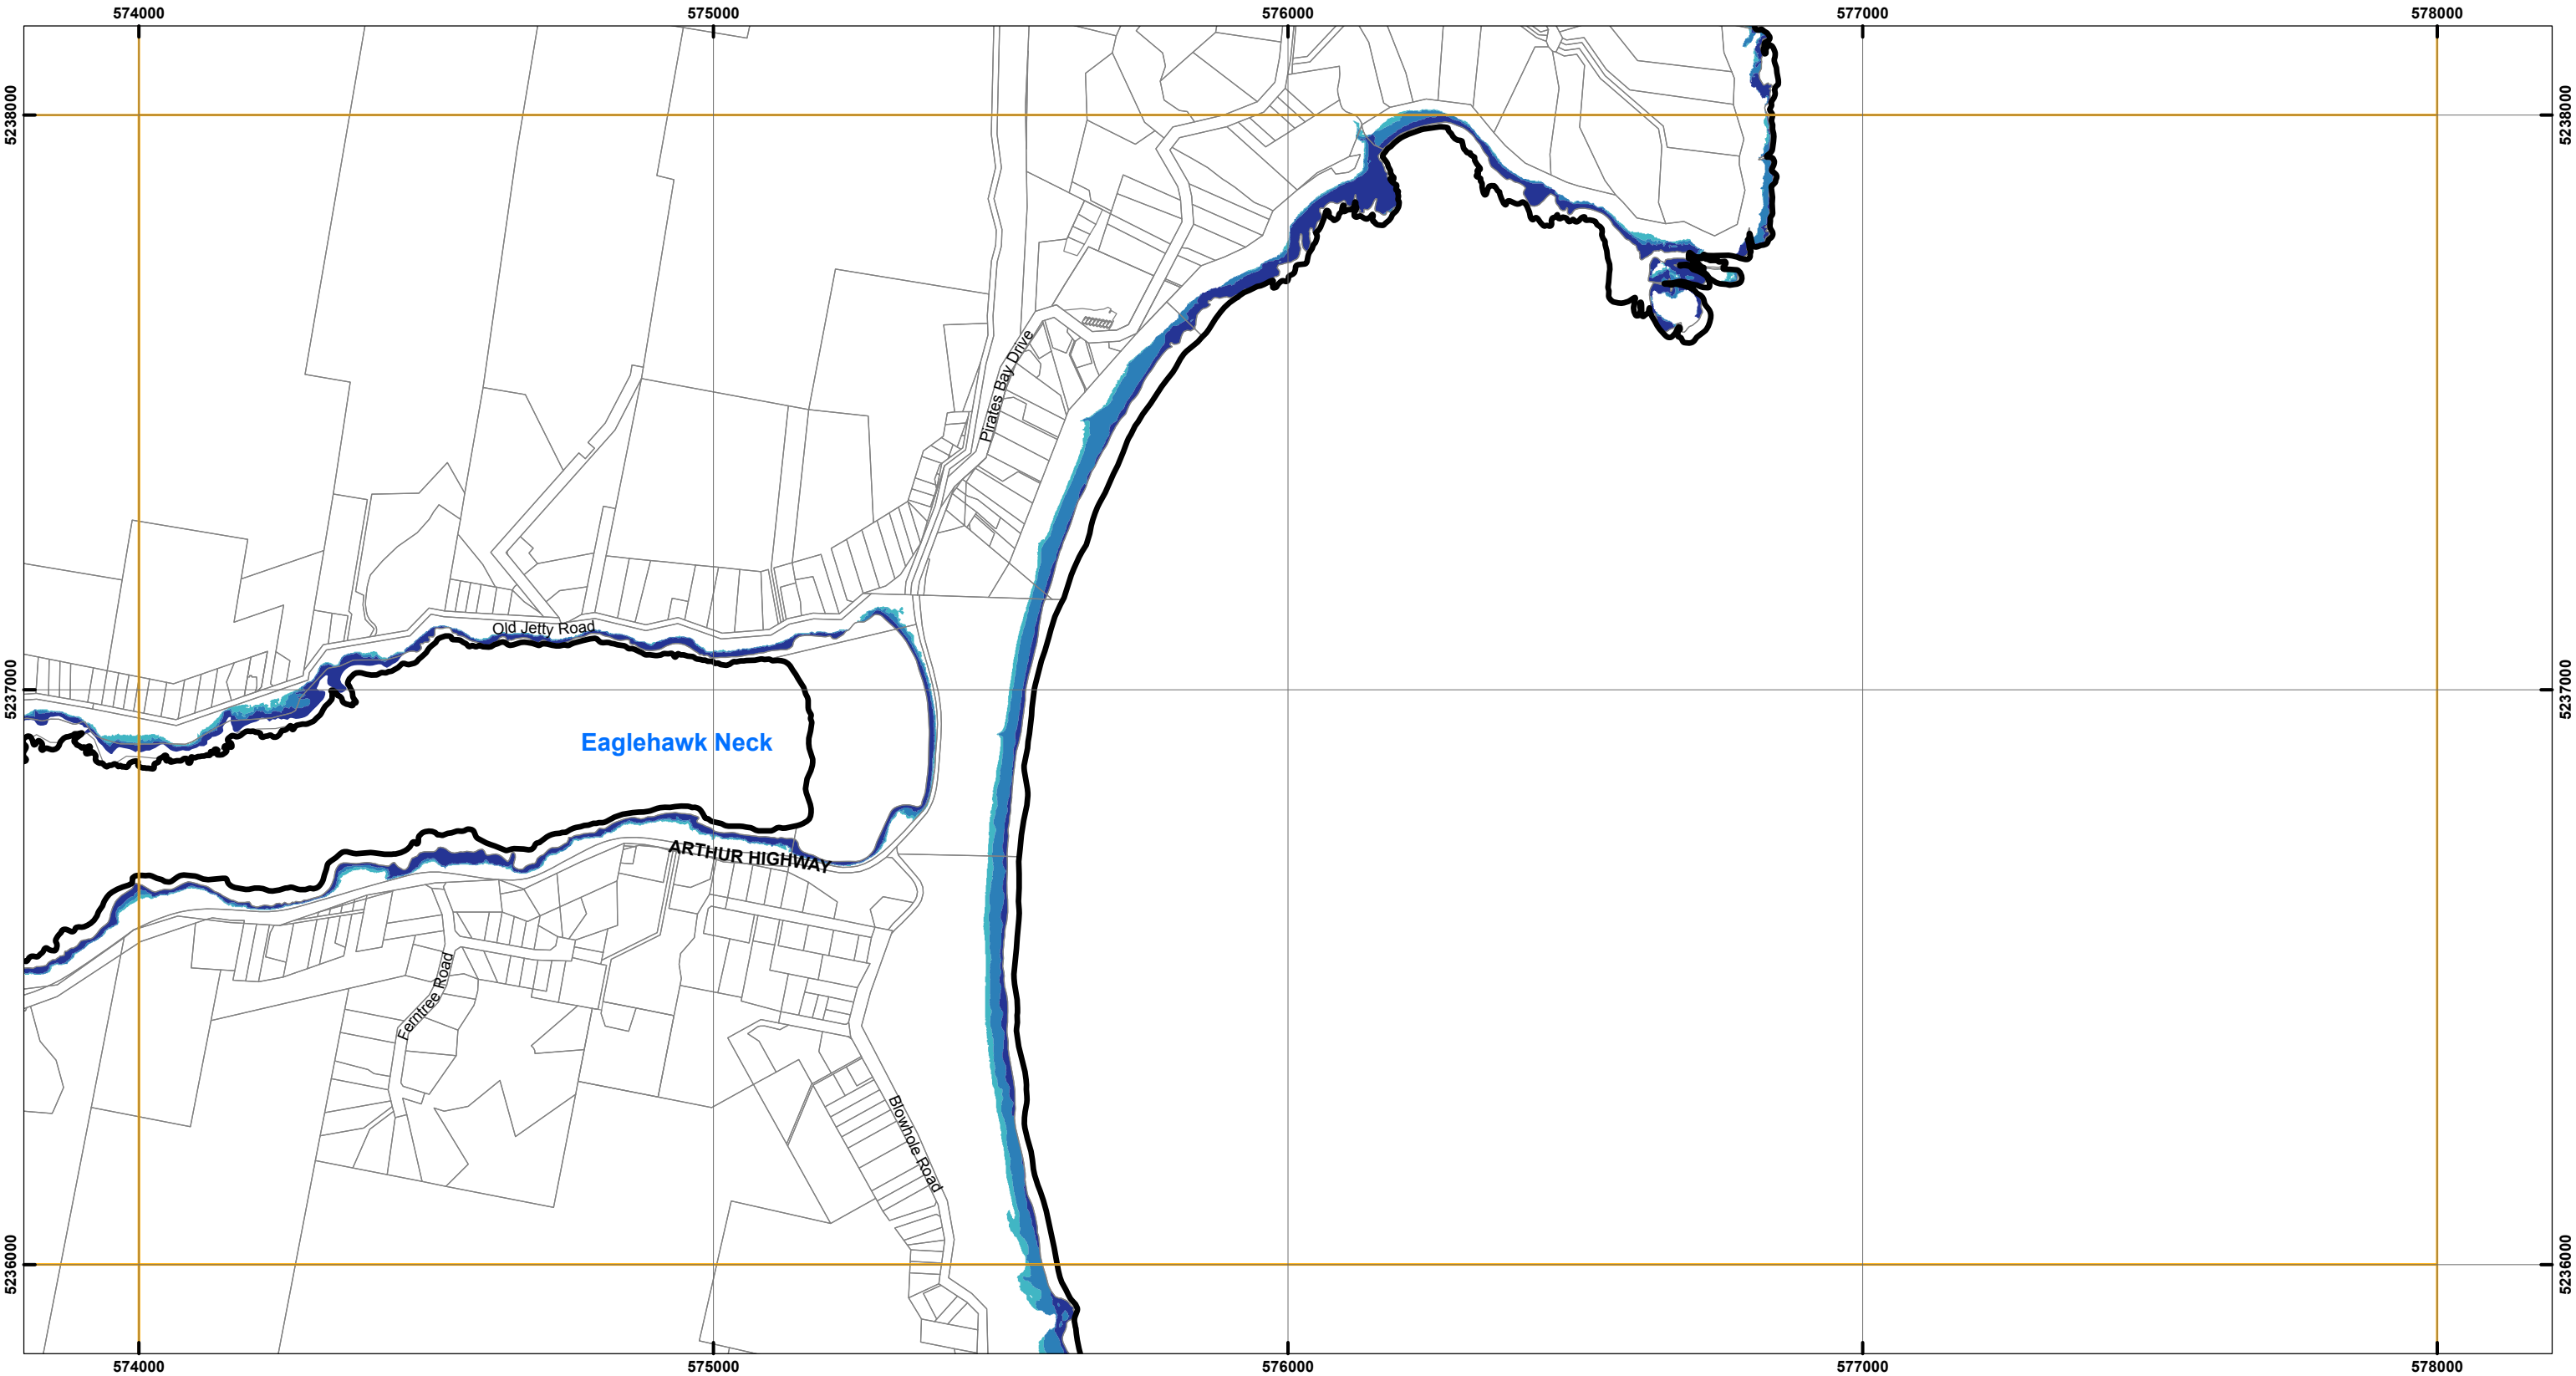 574000 575000 576000 577000 578000
5238000 5238000
Pirates Bay Drive
Old Jetty Road
5237000 5237000
Eaglehawk Neck
ARTHUR HIGHWAY
Ferntree Road
Blowhole Road
5236000 5236000
574000 575000 576000 577000 578000